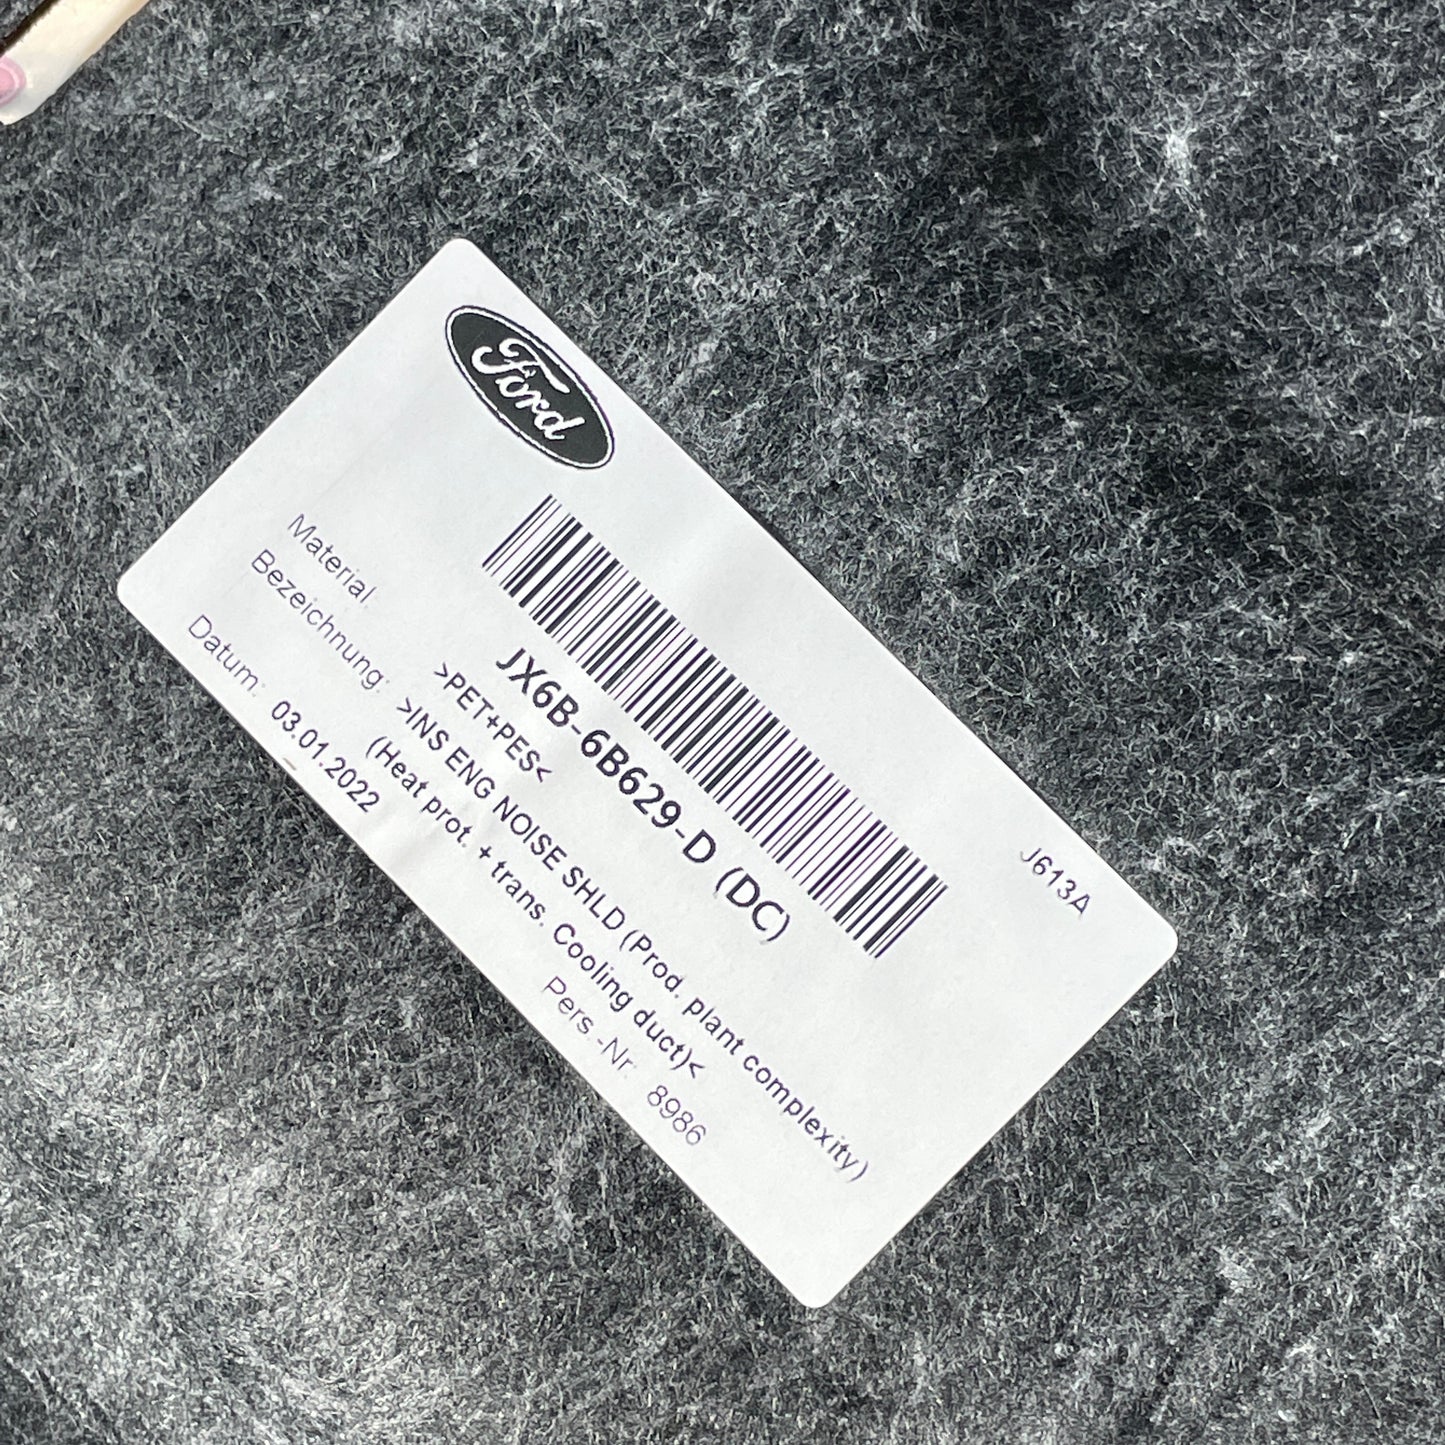 Ford
J613A
JX6B-6B629-D (DC)
Material >PET+PES<
Bezeichnung: >INS ENG NOISE SHLD (Prod. plant complexity)
(Heat prot. + trans. Cooling duct)<
Datum: 03.01.2022 Pers.-Nr: 8986